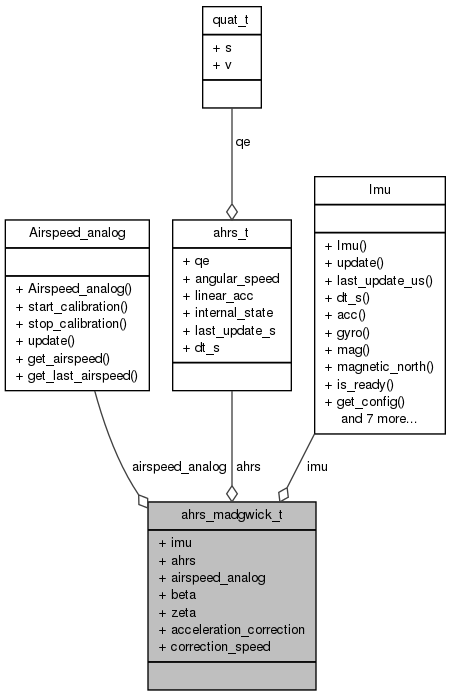 quat_t
+ s
+ v
qe
Airspeed_analog
+ Airspeed_analog()
+ start_calibration()
+ stop_calibration()
+ update()
+ get_airspeed()
+ get_last_airspeed()
ahrs_t
+ qe
+ angular_speed
+ linear_acc
+ internal_state
+ last_update_s
+ dt_s
Imu
+ Imu()
+ update()
+ last_update_us()
+ dt_s()
+ acc()
+ gyro()
+ mag()
+ magnetic_north()
+ is_ready()
+ get_config()
and 7 more...
airspeed_analog
ahrs
imu
ahrs_madgwick_t
+ imu
+ ahrs
+ airspeed_analog
+ beta
+ zeta
+ acceleration_correction
+ correction_speed